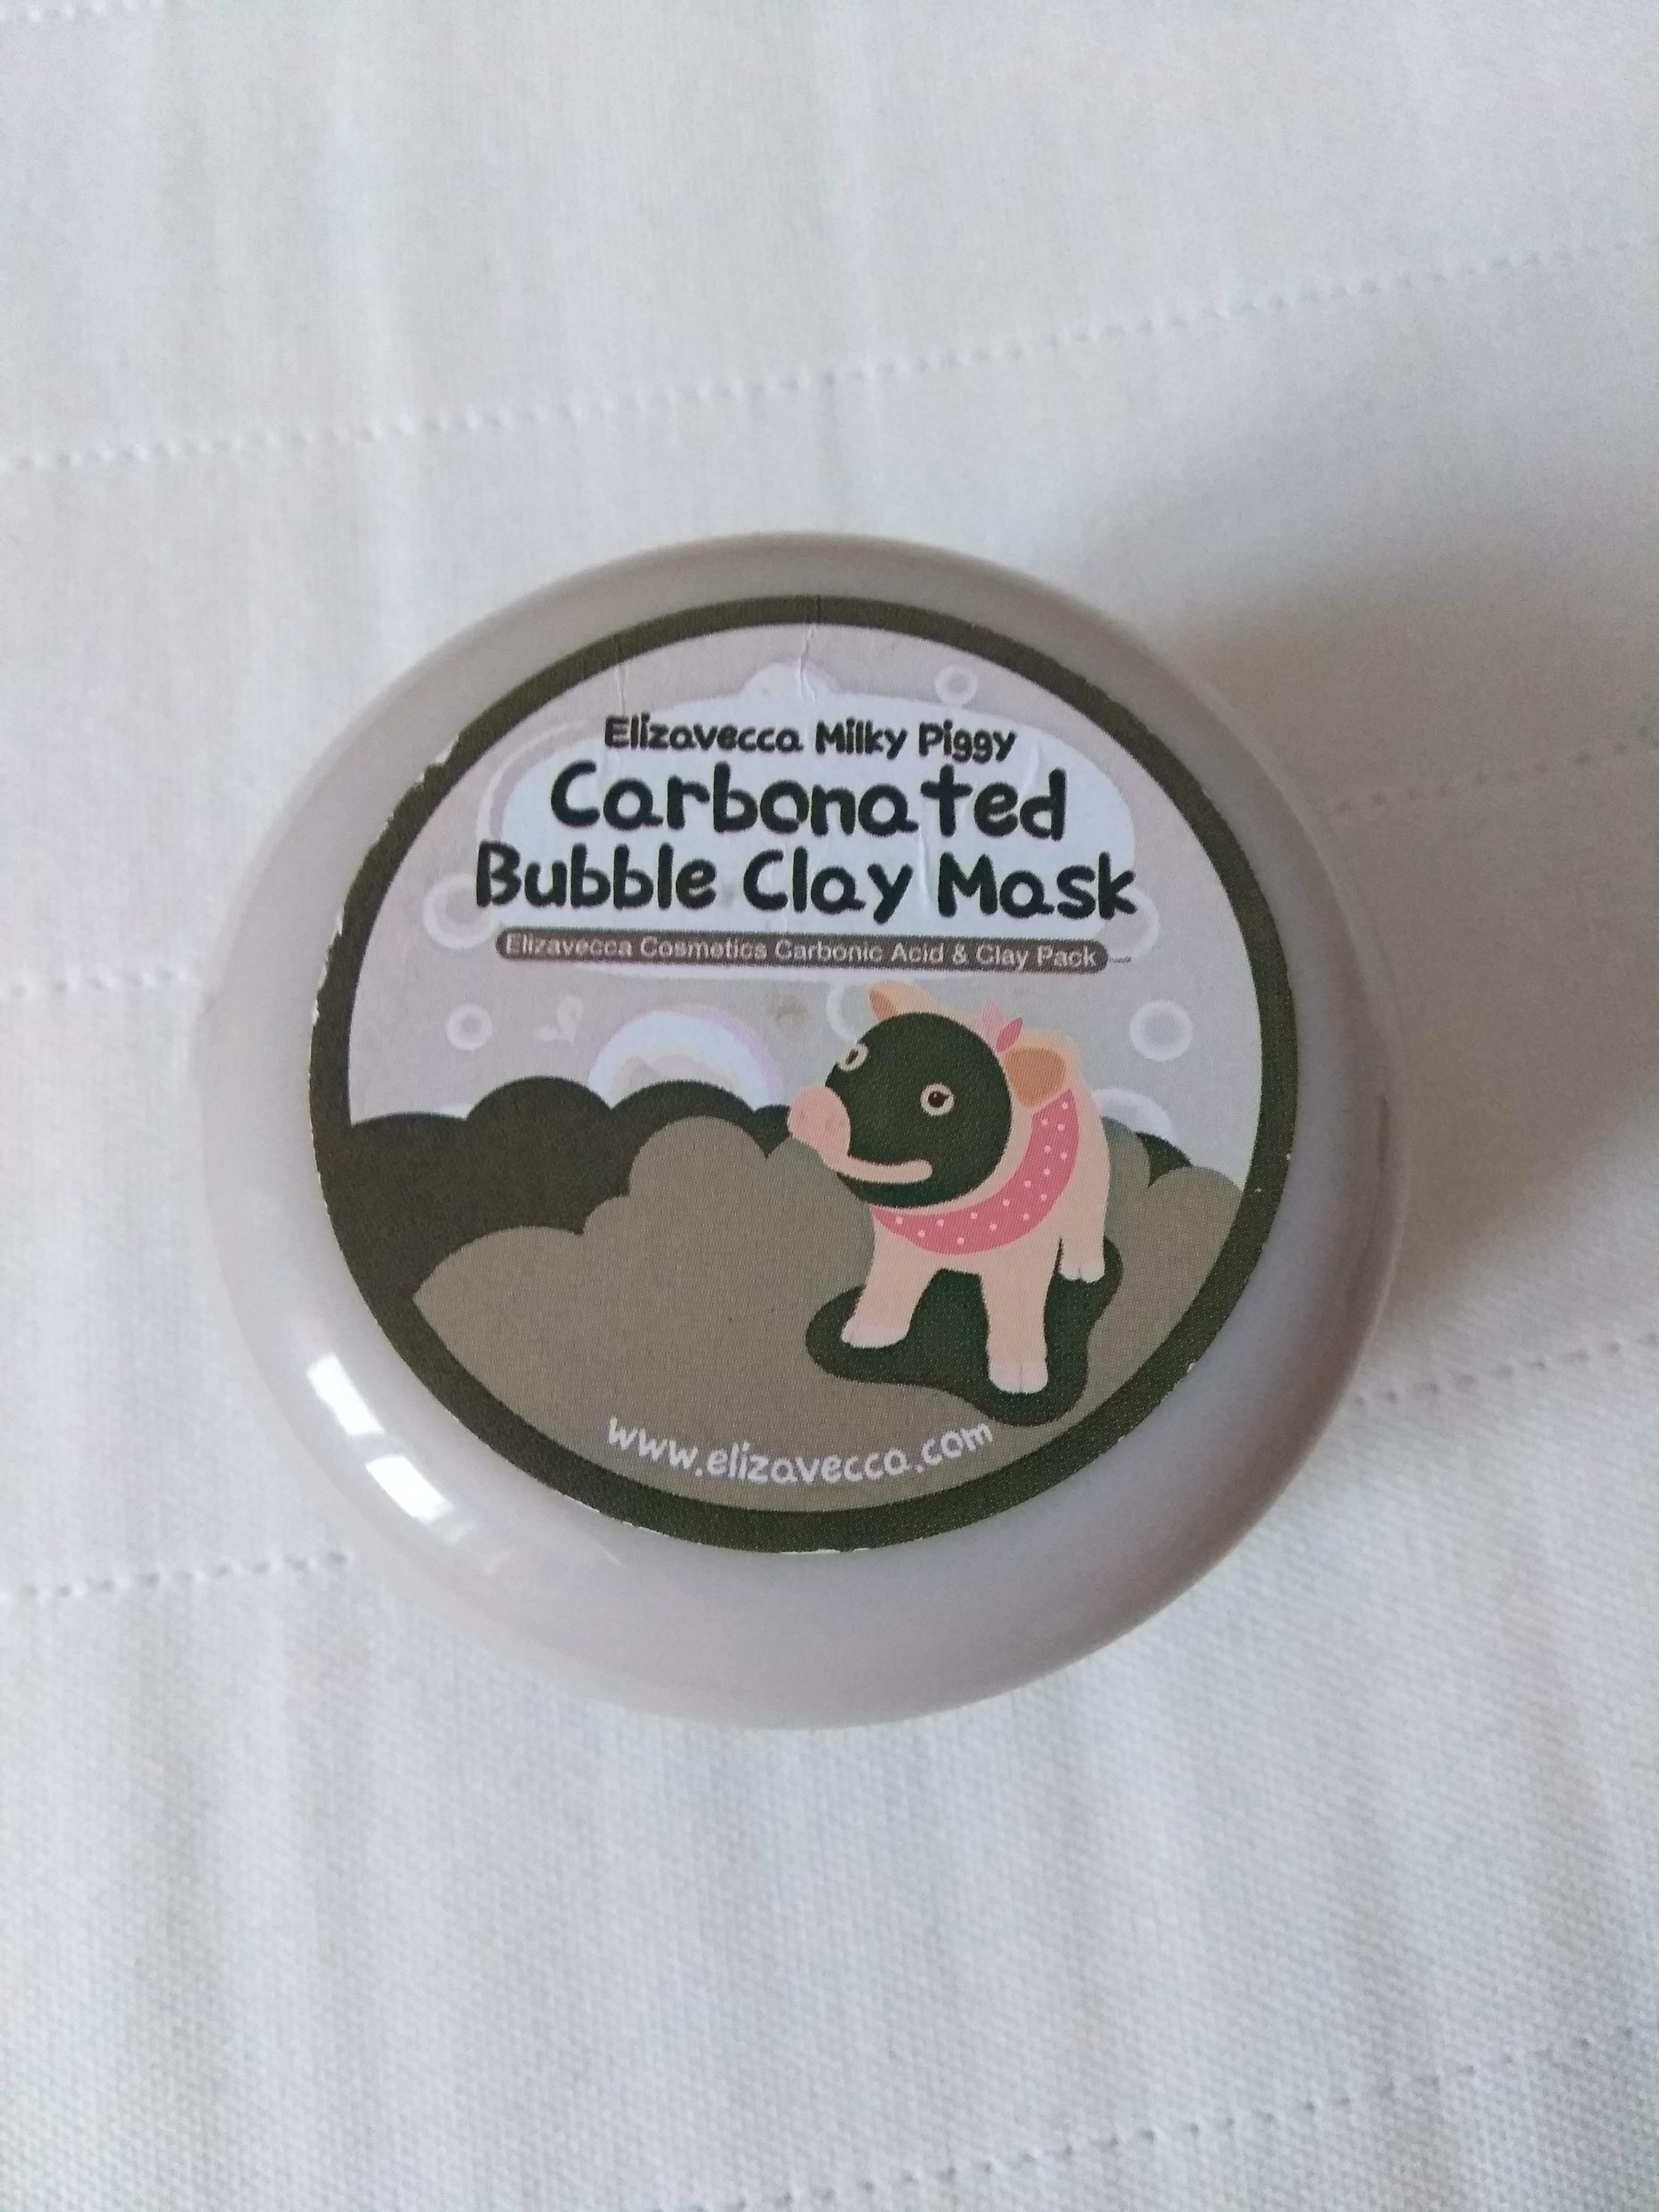 Elizavecca Milky Piggy
Carbonated
Bubble Clay Mask
Elizavecca Cosmetics Carbonic Acid & Clay Pack
www.elizavecca.com